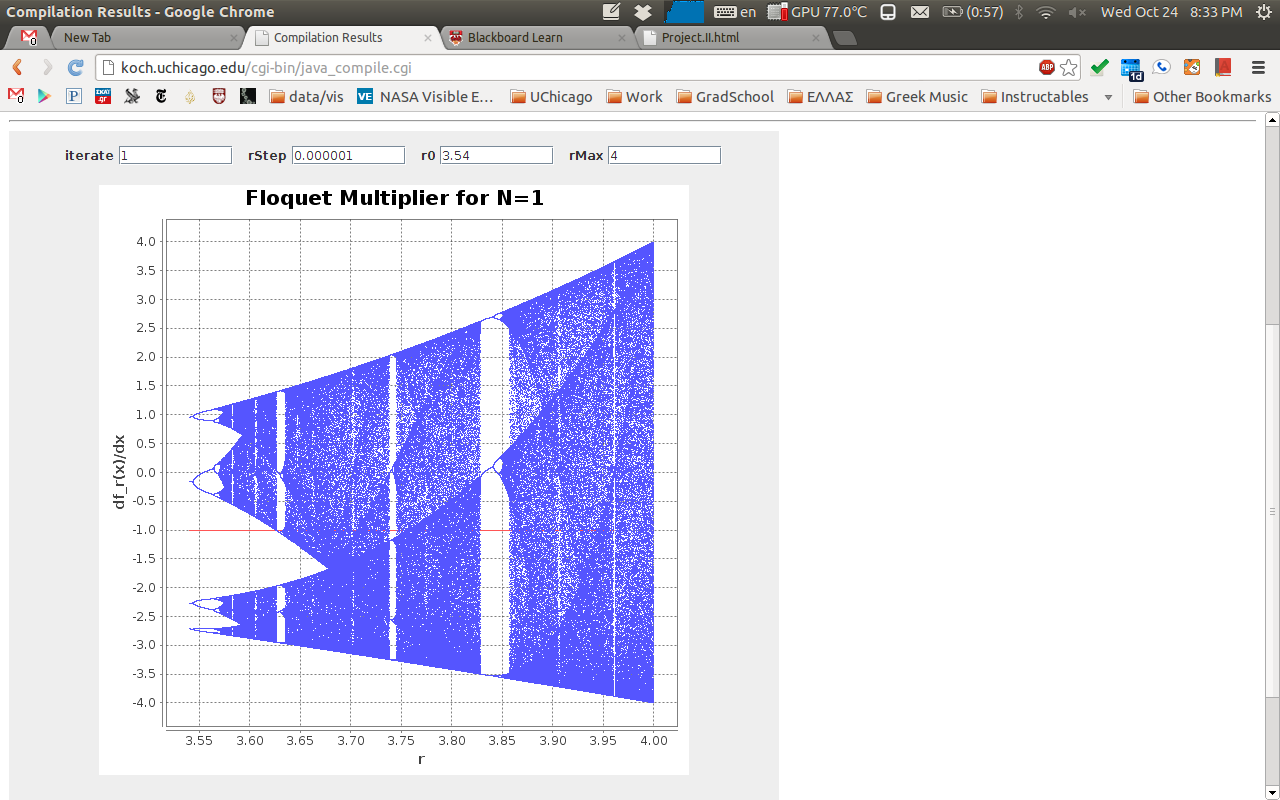 Compilation Results - Google Chrome en GPU 77.0°C (0:57) Wed Oct 24 8:33 PM
0 New Tab Compilation Results Blackboard Learn Project.II.html
koch.uchicago.edu/cgi-bin/java_compile.cgi ABP 1d
0 data/vis VE NASA Visible E... UChicago Work GradSchool ΕΛΛΑΣ Greek Music Instructables Other Bookmarks
iterate 1 rStep 0.000001 r0 3.54 rMax 4
Floquet Multiplier for N=1
4.0
3.5
3.0
2.5
2.0
1.5
1.0
0.5
0.0
-0.5
-1.0
-1.5
-2.0
-2.5
-3.0
-3.5
-4.0
df_r(x)/dx
3.55 3.60 3.65 3.70 3.75 3.80 3.85 3.90 3.95 4.00
r